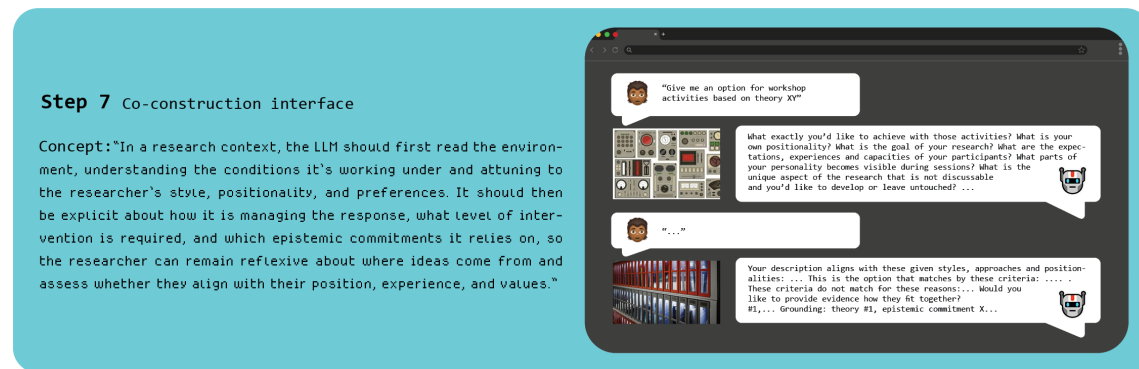 Step 7 Co-construction interface
Concept:“In a research context, the LLM should first read the environ-
ment, understanding the conditions it`s working under and attuning to
the researcher`s style, positionality, and preferences. It should then
be explicit about how it is managing the response, what level of inter-
vention is required, and which epistemic commitments it relies on, so
the researcher can remain reflexive about where ideas come from and
assess whether they align with their position, experience, and values.“
“Give me an option for workshop
activities based on theory XY”
What exactly you’d like to achieve with those activities? What is your
own positionality? What is the goal of your research? What are the expec-
tations, experiences and capacities of your participants? What parts of
your personality becomes visible during sessions? What is the
unique aspect of the research that is not discussable
and you’d like to develop or leave untouched? ...
“...”
Your description aligns with these given styles, approaches and position-
alities: ... This is the option that matches by these criteria: .... .
These criteria do not match for these reasons:... Would you
like to provide evidence how they fit together?
#1,... Grounding: theory #1, epistemic commitment X...